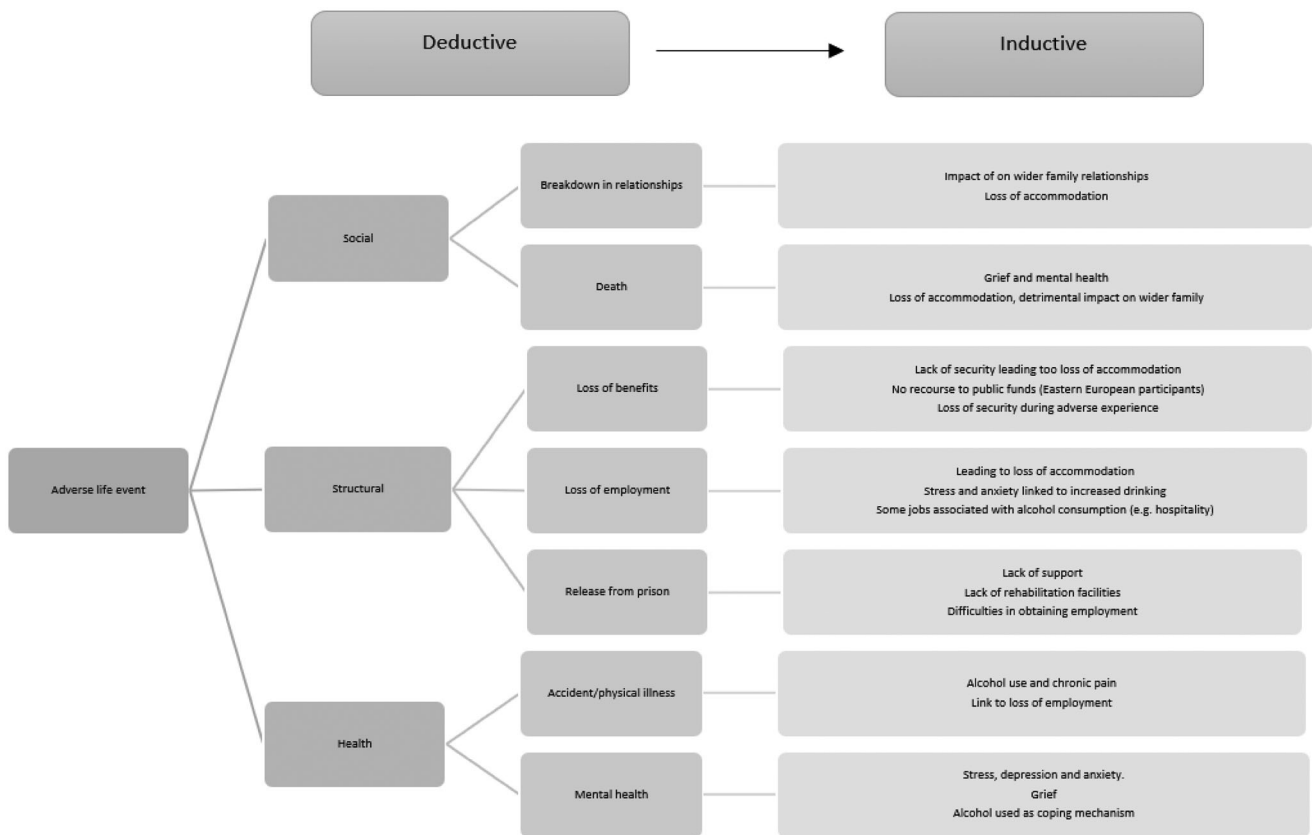 Deductive
Inductive
Breakdown in relationships
Impact of on wider family relationships
Loss of accommodation
Social
Death
Grief and mental health
Loss of accommodation, detrimental impact on wider family
Loss of benefits
Lack of security leading too loss of accommodation
No recourse to public funds (Eastern European participants)
Loss of security during adverse experience
Adverse life event
Structural
Loss of employment
Leading to loss of accommodation
Stress and anxiety linked to increased drinking
Some jobs associated with alcohol consumption (e.g. hospitality)
Release from prison
Lack of support
Lack of rehabilitation facilities
Difficulties in obtaining employment
Accident/physical illness
Alcohol use and chronic pain
Link to loss of employment
Health
Mental health
Stress, depression and anxiety.
Grief
Alcohol used as coping mechanism